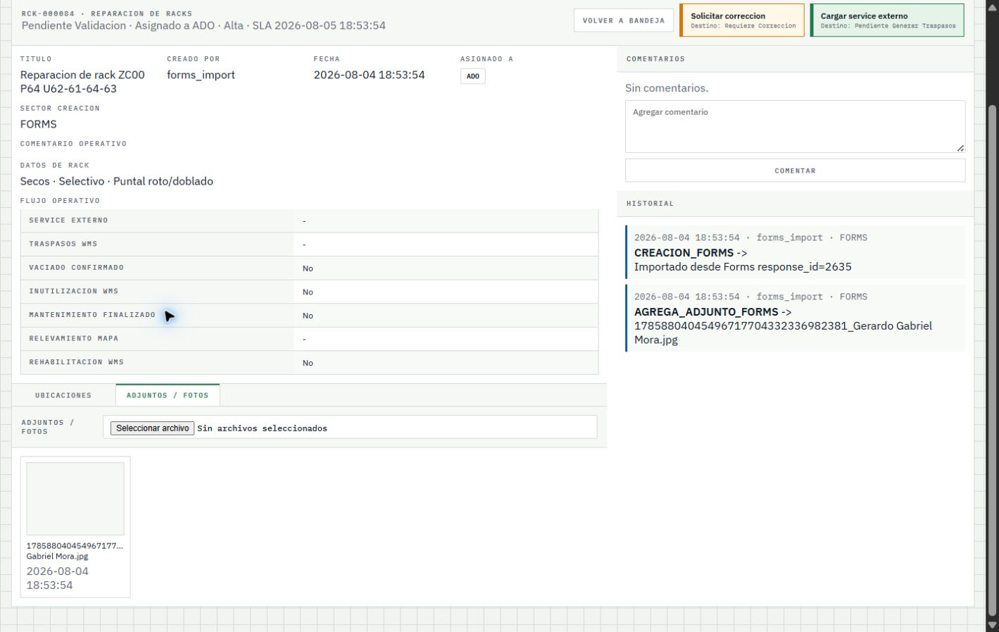 RCK-000084 · REPARACION DE RACKS
Pendiente Validacion · Asignado a ADO · Alta · SLA 2026-08-05 18:53:54
VOLVER A BANDEJA
Solicitar correccion
Destino: Requiere Correccion
Cargar service externo
Destino: Pendiente Generar Traspasos
TITULO
Reparacion de rack ZC00
P64 U62-61-64-63
CREADO POR
forms_import
FECHA
2026-08-04 18:53:54
ASIGNADO A
ADO
SECTOR CREACION
FORMS
COMENTARIO OPERATIVO
DATOS DE RACK
Secos · Selectivo · Puntal roto/doblado
FLUJO OPERATIVO
SERVICE EXTERNO -
TRASPASOS WMS -
VACIADO CONFIRMADO No
INUTILIZACION WMS No
MANTENIMIENTO FINALIZADO No
RELEVAMIENTO MAPA -
REHABILITACION WMS No
UBICACIONES
ADJUNTOS / FOTOS
ADJUNTOS /
FOTOS
Seleccionar archivo Sin archivos seleccionados
178588040454967177...
Gabriel Mora.jpg
2026-08-04
18:53:54
COMENTARIOS
Sin comentarios.
Agregar comentario
COMENTAR
HISTORIAL
2026-08-04 18:53:54 · forms_import · FORMS
CREACION_FORMS ->
Importado desde Forms response_id=2635
2026-08-04 18:53:54 · forms_import · FORMS
AGREGA_ADJUNTO_FORMS ->
17858804045496717704332336982381_Gerardo Gabriel
Mora.jpg